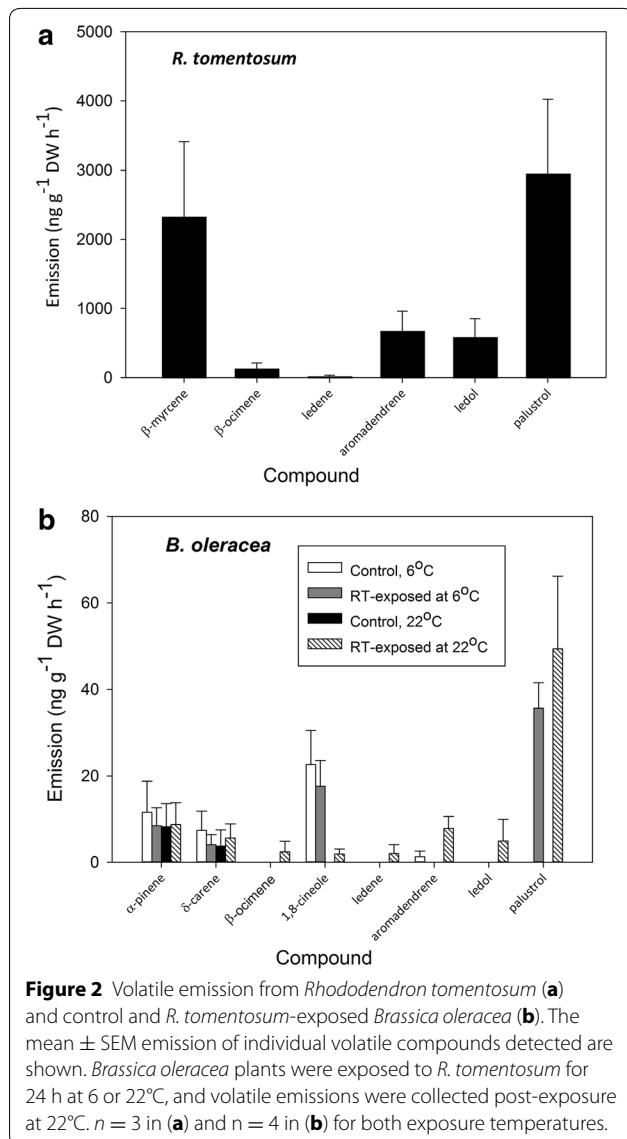 a
R. tomentosum
5000
4000
3000
2000
1000
0
Emission (ng g⁻¹ DW h⁻¹)
β-myrcene
β-ocimene
ledene
aromadendrene
ledol
palustrol
Compound
b
B. oleracea
80
60
40
20
0
Emission (ng g⁻¹ DW h⁻¹)
Control, 6⁰C
RT-exposed at 6⁰C
Control, 22⁰C
RT-exposed at 22⁰C
α-pinene
δ-carene
β-ocimene
1,8-cineole
ledene
aromadendrene
ledol
palustrol
Compound
Figure 2 Volatile emission from Rhododendron tomentosum (a)
and control and R. tomentosum-exposed Brassica oleracea (b). The
mean ± SEM emission of individual volatile compounds detected are
shown. Brassica oleracea plants were exposed to R. tomentosum for
24 h at 6 or 22°C, and volatile emissions were collected post-exposure
at 22°C. n = 3 in (a) and n = 4 in (b) for both exposure temperatures.